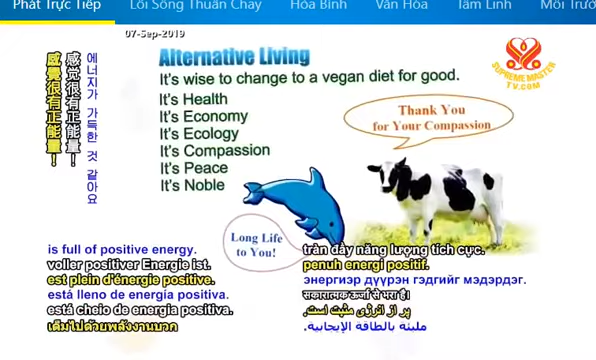 Phát Trực Tiếp
Lối Sống Thuần Chay
Hòa Bình
Văn Hóa
Tâm Linh
Môi Trườ
07-Sep-2019
Alternative Living
It's wise to change to a vegan diet for good.
It's Health
It's Economy
It's Ecology
It's Compassion
It's Peace
It's Noble
Thank You
for Your Compassion
SUPREME MASTER
TV.COM
Long Life
to You!
感覺很有正能量！
感觉很有正能量！
에너지가 가득한 것 같아요
is full of positive energy.
voller positiver Energie ist.
est plein d'énergie positive.
está lleno de energía positiva.
está cheio de energia positiva.
เต็มไปด้วยพลังงานบวก
tràn đầy năng lượng tích cực.
penuh energi positif.
энергиэр дүүрэн гэдгийг мэдэрдэг.
सकारात्मक ऊर्जा से भरा है।
پر از انرژی مثبت است.
مليئة بالطاقة الإيجابية.